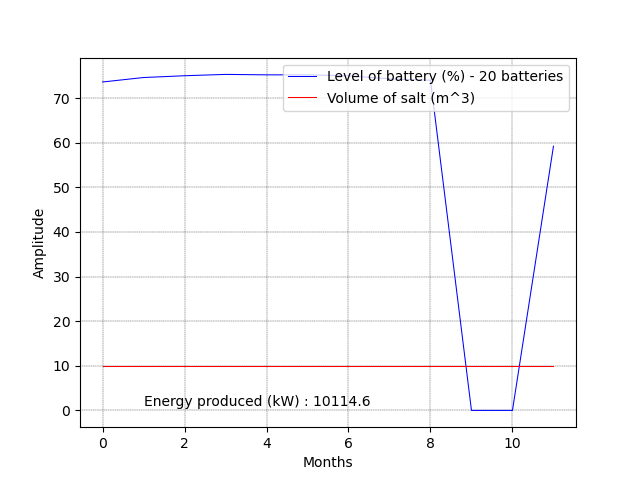 Level of battery (%) - 20 batteries
Volume of salt (m^3)
70
60
50
40
30
20
10
0
Amplitude
Energy produced (kW) : 10114.6
0 2 4 6 8 10
Months